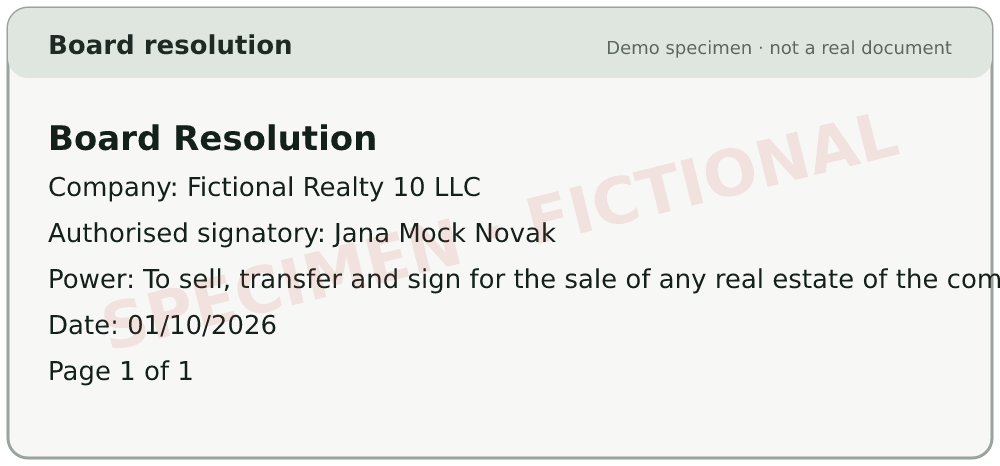 Board resolution
Demo specimen · not a real document
Board Resolution
Company: Fictional Realty 10 LLC
Authorised signatory: Jana Mock Novak
Power: To sell, transfer and sign for the sale of any real estate of the
Date: 01/10/2026
Page 1 of 1
SPECIMEN · FICTIONAL